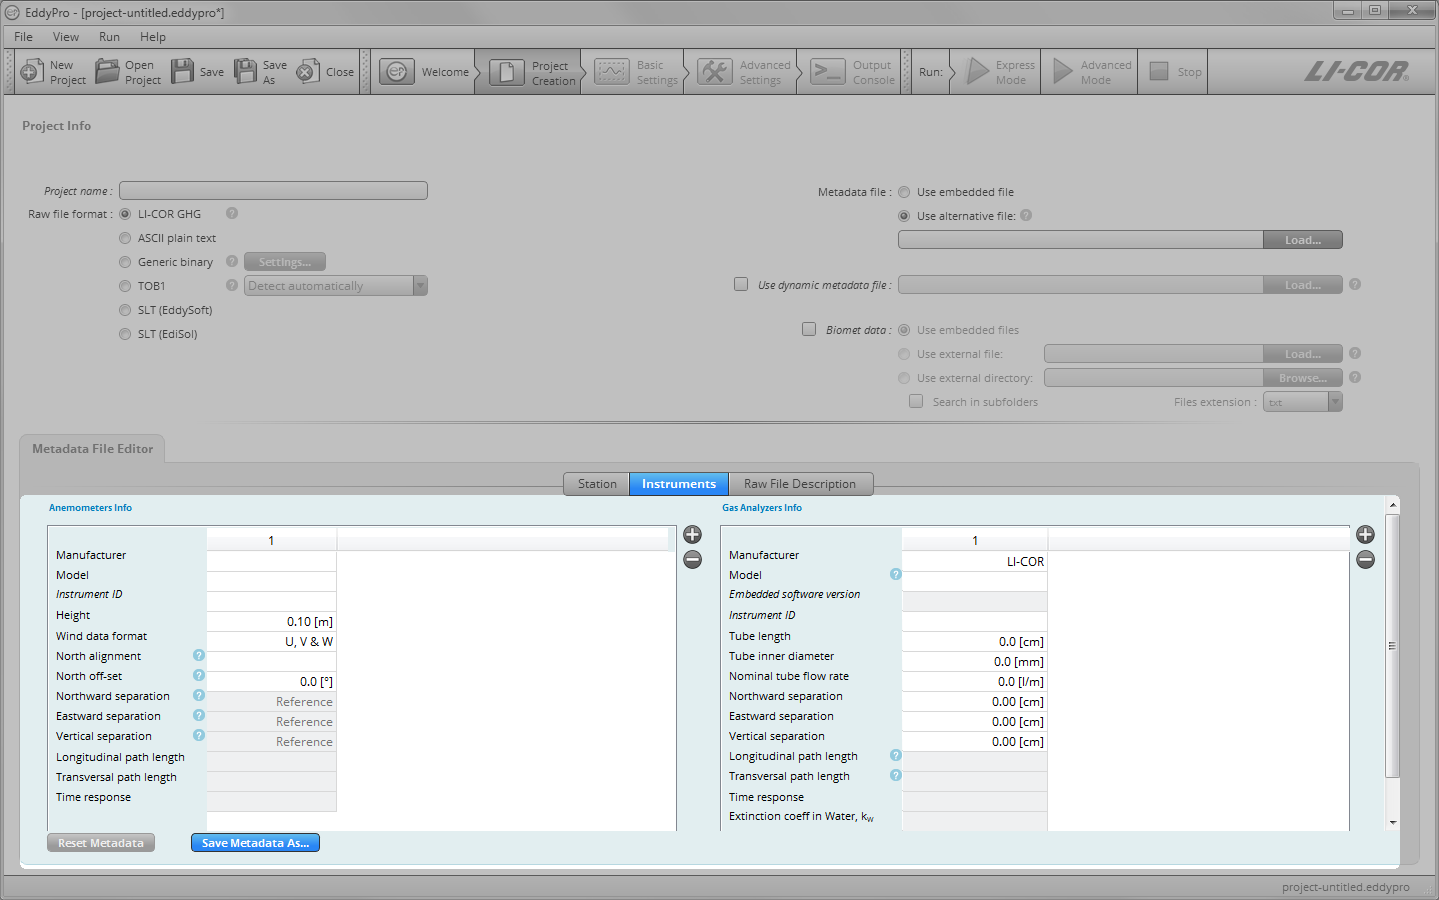 EddyPro - [project-untitled.eddypro*]
File View Run Help
New Project
Open Project
Save
Save As
Close
Welcome
Project Creation
Basic Settings
Advanced Settings
Output Console
Run:
Express Mode
Advanced Mode
Stop
LI-COR®
Project Info
Project name :
Raw file format : LI-COR GHG ?
ASCII plain text
Generic binary ? Settings...
TOB1 ? Detect automatically
SLT (EddySoft)
SLT (EdiSol)
Metadata file : Use embedded file
Use alternative file: ?
Load...
Use dynamic metadata file : Load... ?
Biomet data : Use embedded files
Use external file: Load... ?
Use external directory: Browse... ?
Search in subfolders Files extension : txt
Metadata File Editor
Station Instruments Raw File Description
Anemometers Info
1
Manufacturer
Model
Instrument ID
Height 0.10 [m]
Wind data format U, V & W
North alignment ?
North off-set ? 0.0 [°]
Northward separation ? Reference
Eastward separation ? Reference
Vertical separation ? Reference
Longitudinal path length
Transversal path length
Time response
Reset Metadata Save Metadata As...
Gas Analyzers Info
1
Manufacturer LI-COR
Model ?
Embedded software version
Instrument ID
Tube length 0.0 [cm]
Tube inner diameter 0.0 [mm]
Nominal tube flow rate 0.0 [l/m]
Northward separation 0.00 [cm]
Eastward separation 0.00 [cm]
Vertical separation 0.00 [cm]
Longitudinal path length ?
Transversal path length ?
Time response
Extinction coeff in Water, kw
project-untitled.eddypro